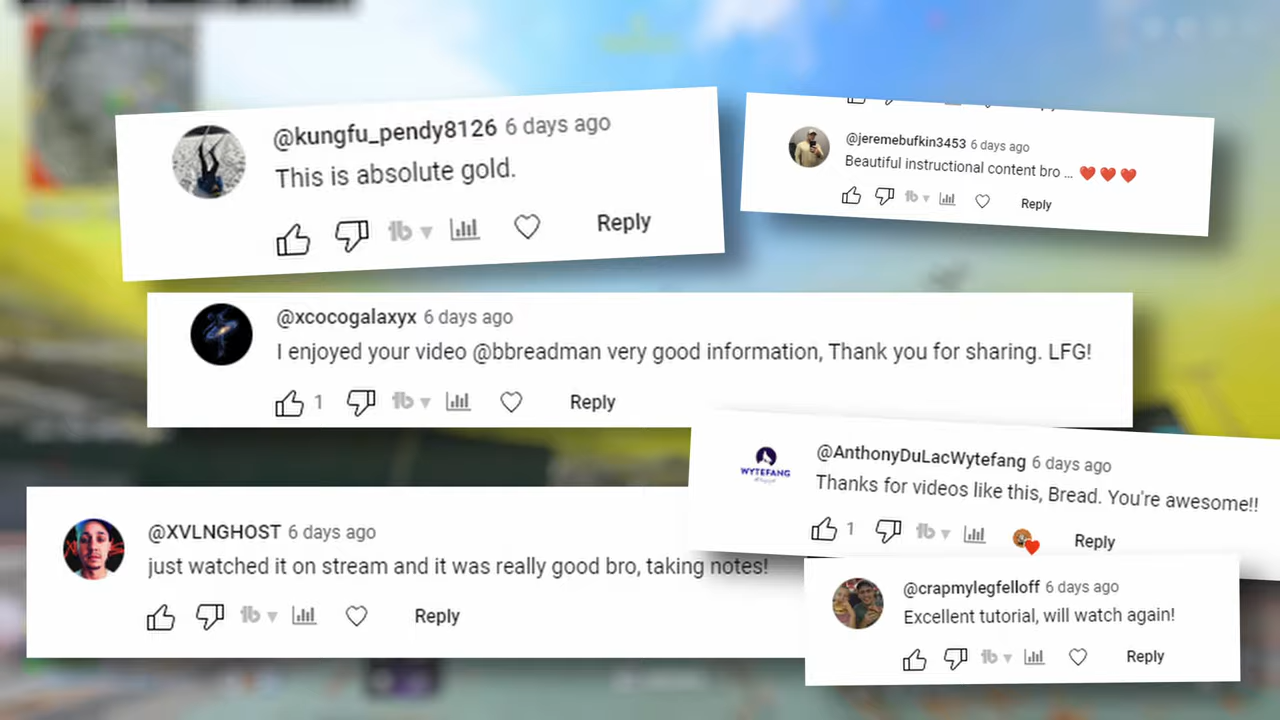 @kungfu_pendy8126 6 days ago
This is absolute gold.
Reply
@jeremebufkin3453 6 days ago
Beautiful instructional content bro ... ❤️ ❤️ ❤️
Reply
@xcocogalaxyx 6 days ago
I enjoyed your video @bbreadman very good information, Thank you for sharing. LFG!
1
Reply
@AnthonyDuLacWytefang 6 days ago
WYTEFANG
Thanks for videos like this, Bread. You're awesome!!
1
Reply
@XVLNGHOST 6 days ago
just watched it on stream and it was really good bro, taking notes!
Reply
@crapmylegfelloff 6 days ago
Excellent tutorial, will watch again!
Reply